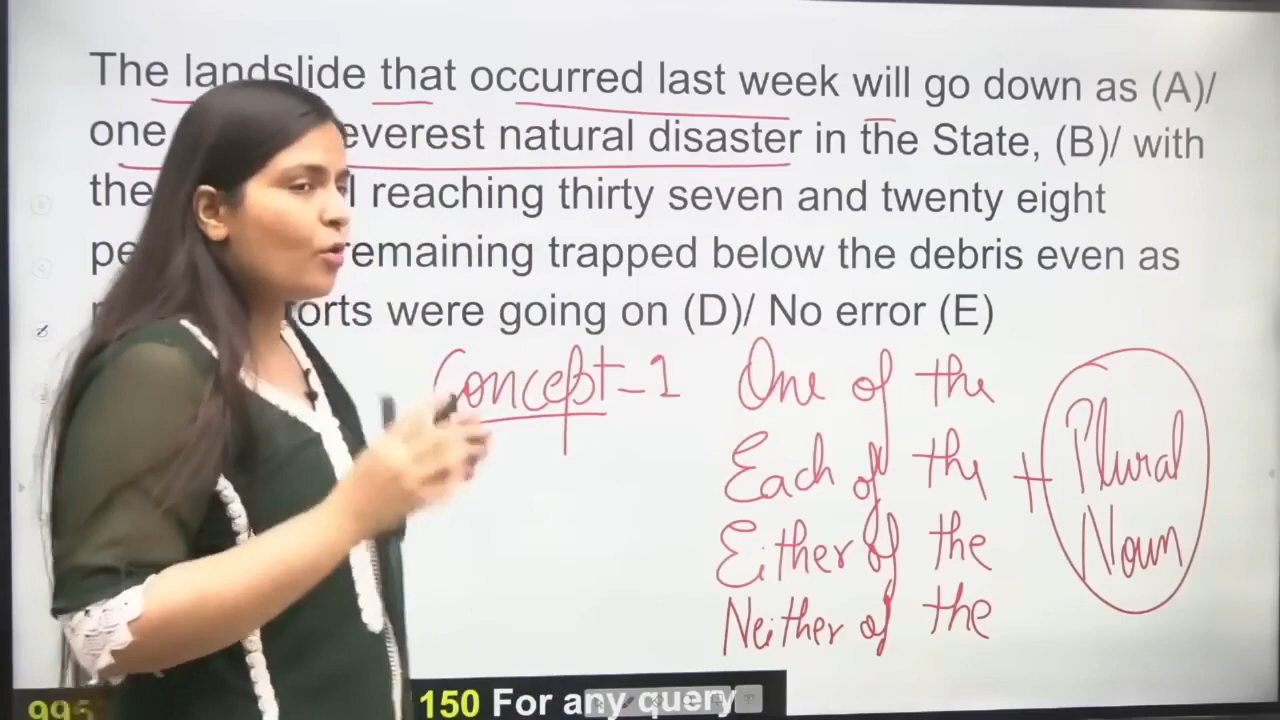 The landslide that occurred last week will go down as (A)/
one everest natural disaster in the State, (B)/ with
the reaching thirty seven and twenty eight
remaining trapped below the debris even as
were going on (D)/ No error (E)
Concept-1 One of the
Each of the
Either of the
Neither of the
+ Plural
Noun
995
150 For any query